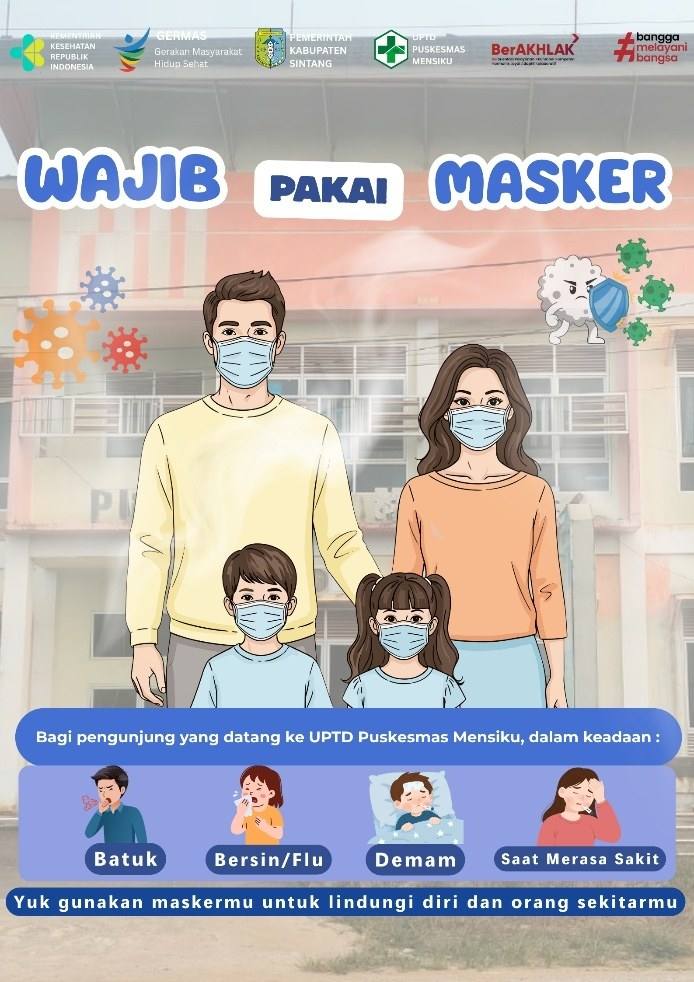 KEMENTRIAN
KESEHATAN
REPUBLIK
INDONESIA
GERMAS
Gerakan Masyarakat
Hidup Sehat
PEMERINTAH
KABUPATEN
SINTANG
UPTD
PUSKESMAS
MENSIKU
BerAKHLAK
#bangga
melayani
bangsa
WAJIB PAKAI MASKER
Bagi pengunjung yang datang ke UPTD Puskesmas Mensiku, dalam keadaan :
Batuk
Bersin/Flu
Demam
Saat Merasa Sakit
Yuk gunakan maskermu untuk lindungi diri dan orang sekitarmu